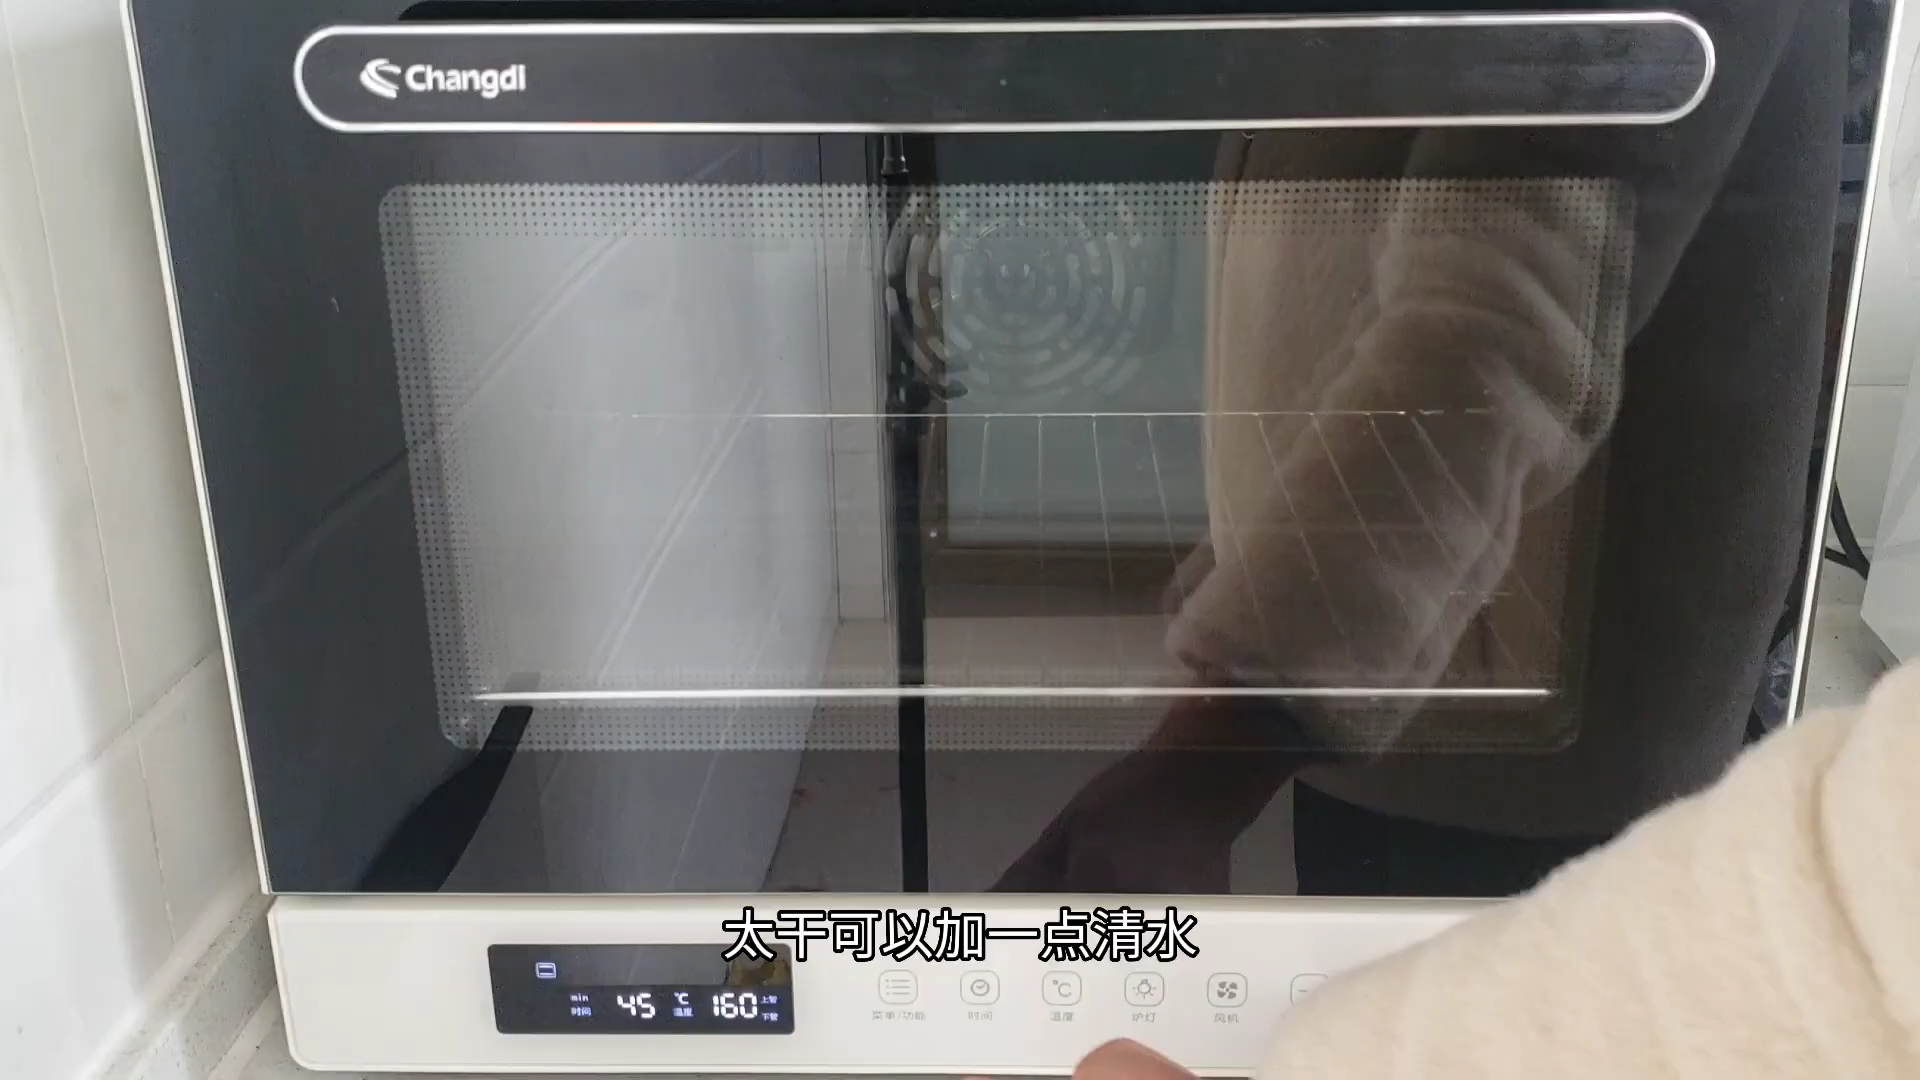 Changdi
太干可以加一点清水
min
时间
45
℃
温度
160
上管
下管
℃
菜单/功能
时间
温度
炉灯
风机